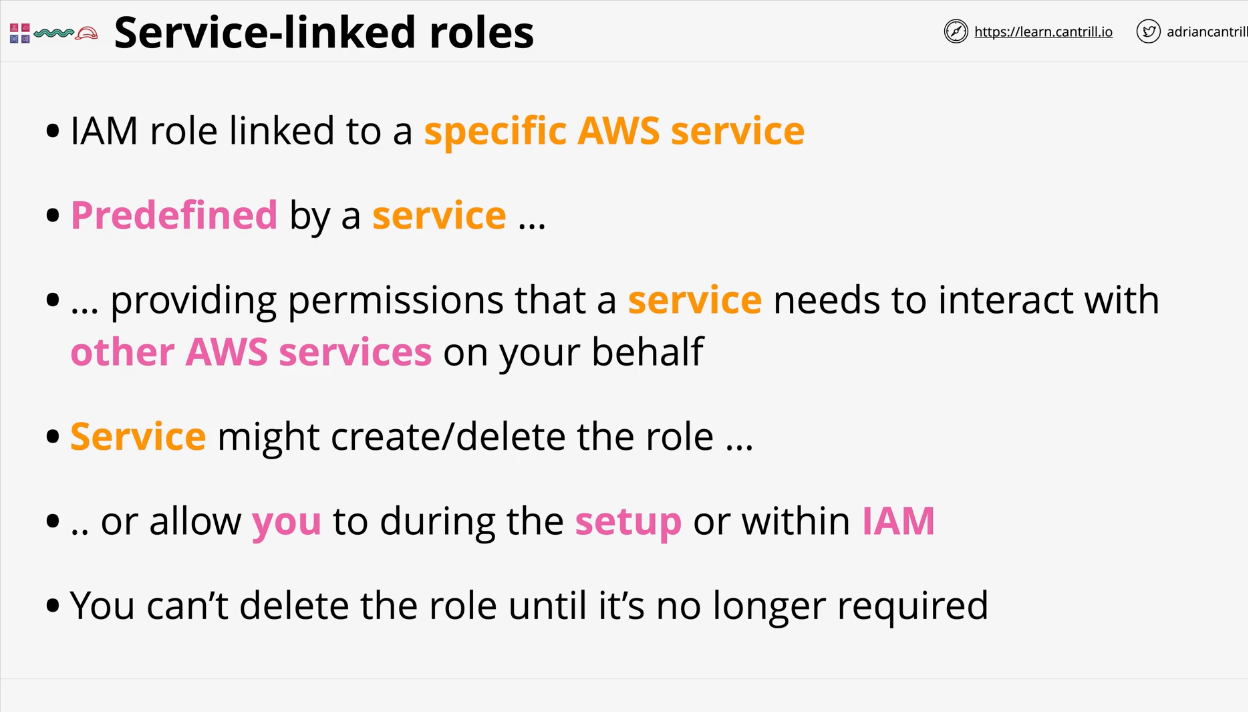 Service-linked roles
https://learn.cantrill.io
adriancantrill
• IAM role linked to a specific AWS service
• Predefined by a service ...
• ... providing permissions that a service needs to interact with
other AWS services on your behalf
• Service might create/delete the role ...
• .. or allow you to during the setup or within IAM
• You can’t delete the role until it’s no longer required